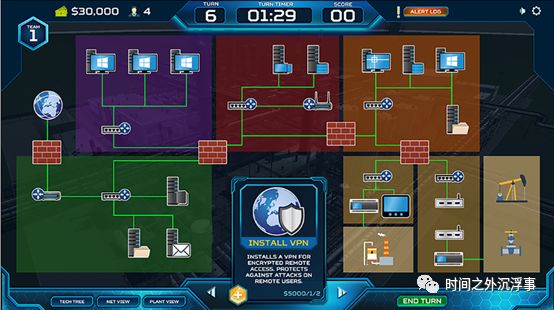 $30,000
4
TURN
6
TURN TIMER
01:29
SCORE
00
!
ALERT LOG
TEAM
1
INSTALL VPN
INSTALLS A VPN FOR
ENCRYPTED REMOTE
ACCESS. PROTECTS
AGAINST ATTACKS ON
REMOTE USERS.
$5000/1/2
TECH TREE
NET VIEW
PLANT VIEW
END TURN
时间之外沉浮事